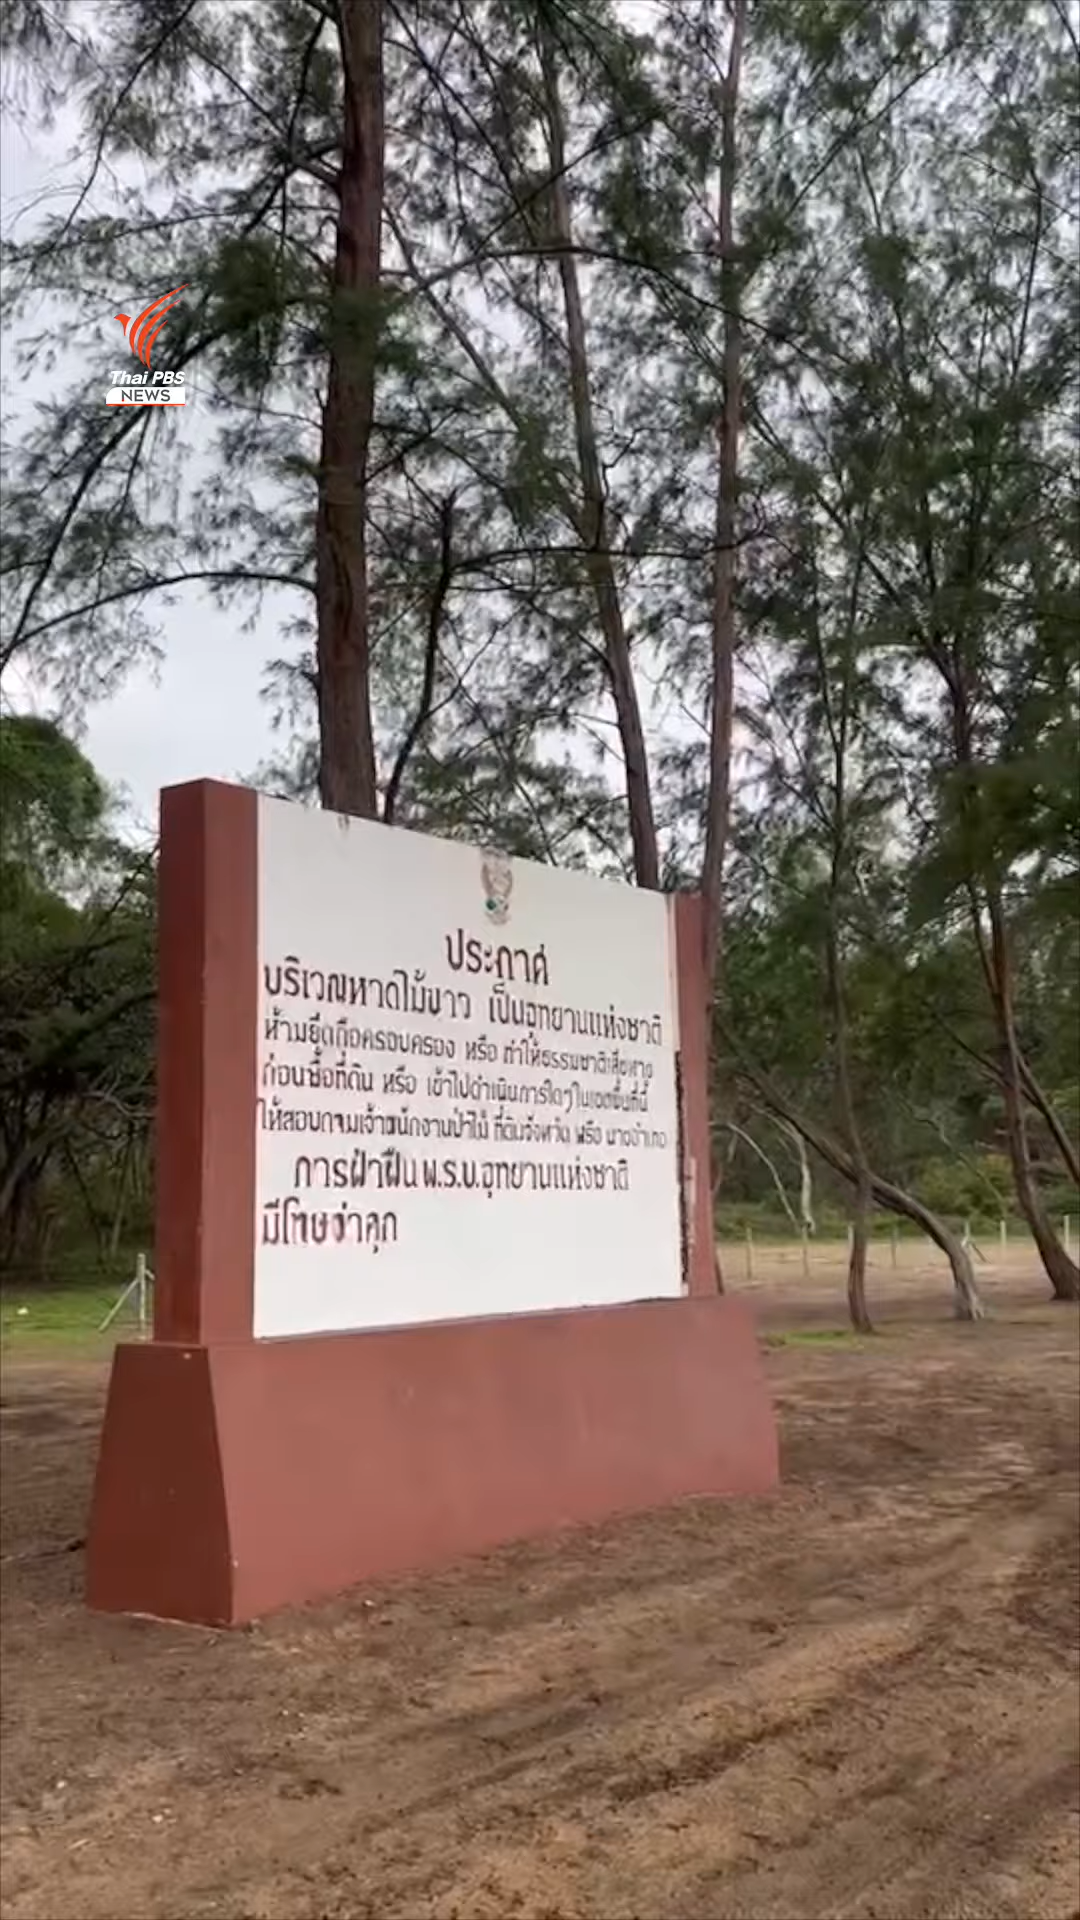 Thai PBS
NEWS
ประกาศ
บริเวณหาดไม้ขาว เป็นอุทยานแห่งชาติ
ห้ามยึดถือครอบครอง หรือ ทำให้ธรรมชาติเสียหาย
ก่อนซื้อที่ดิน หรือ เข้าไปดำเนินการใดๆในเขตพื้นที่นี้
ให้สอบถามเจ้าพนักงานป่าไม้ ที่ดินจังหวัด หรือ นายอำเภอ
การฝ่าฝืน พ.ร.บ.อุทยานแห่งชาติ
มีโทษจำคุก